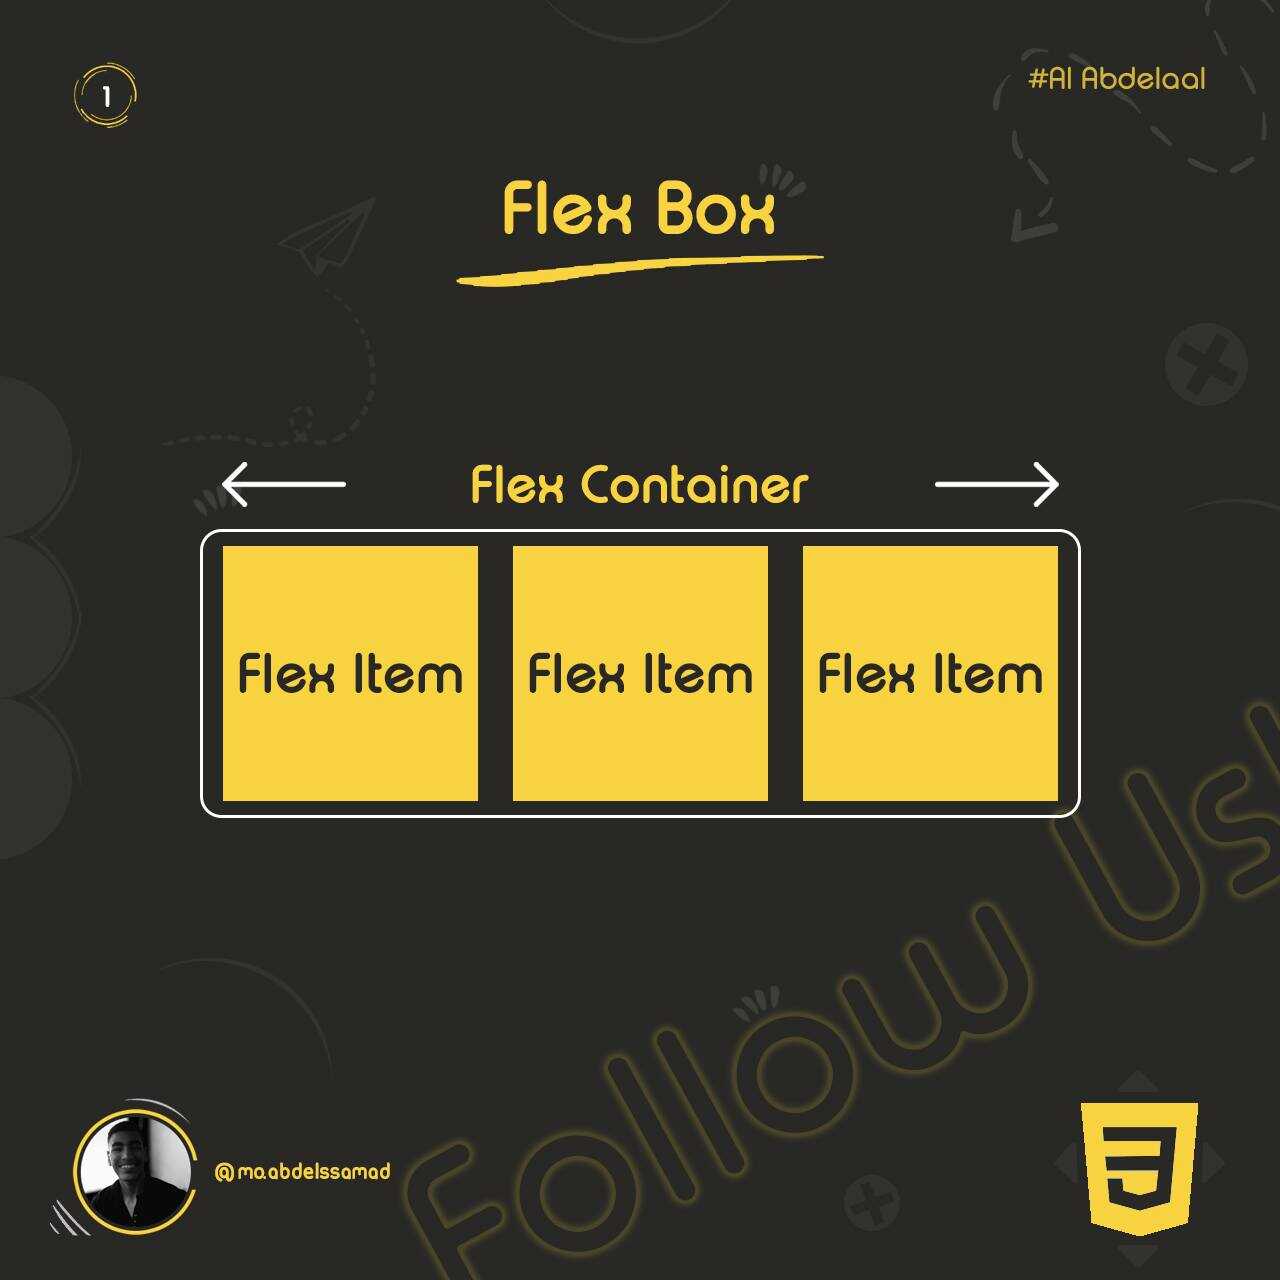 1
#Al Abdelaal
Flex Box
Flex Container
Flex Item
Flex Item
Flex Item
Follow Us!
@ma.abdelssamad